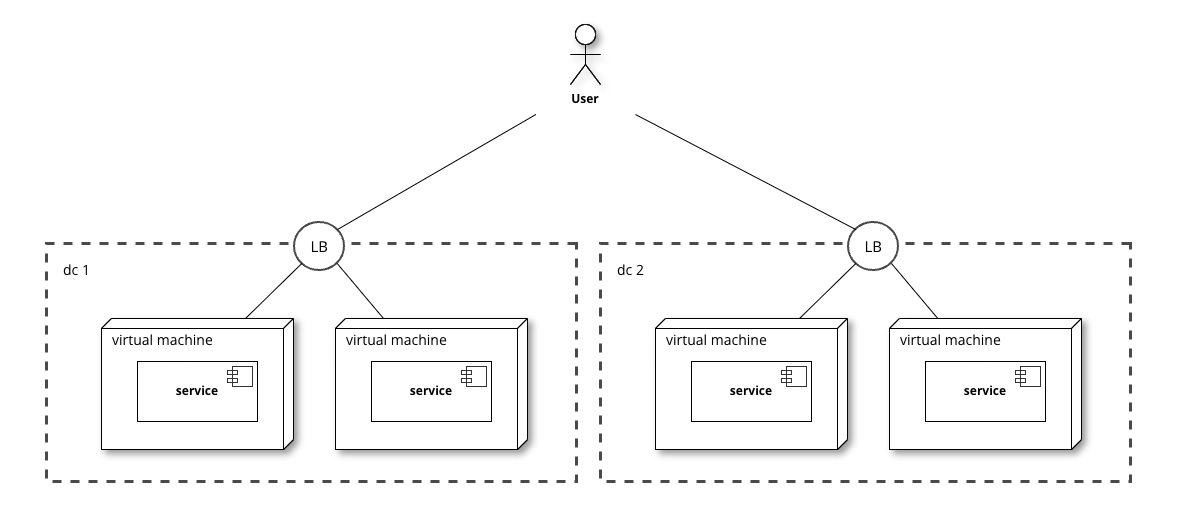 User
LB
LB
dc 1
dc 2
virtual machine
virtual machine
virtual machine
virtual machine
service
service
service
service